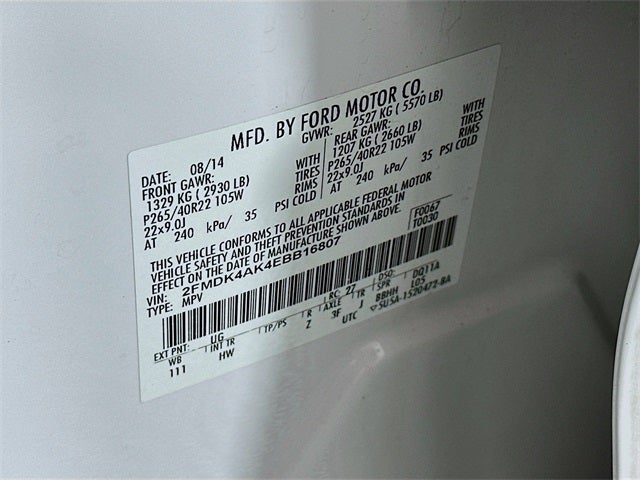 MFD. BY FORD MOTOR CO.
DATE: 08/14 GVWR: 2527 KG ( 5570 LB)
FRONT GAWR: WITH REAR GAWR: WITH
1329 KG ( 2930 LB) TIRES 1207 KG ( 2660 LB) TIRES
P265/40R22 105W RIMS P265/40R22 105W RIMS
22x9.0J 22x9.0J
AT 240 kPa/ 35 PSI COLD AT 240 kPa/ 35 PSI COLD
THIS VEHICLE CONFORMS TO ALL APPLICABLE FEDERAL MOTOR
VEHICLE SAFETY AND THEFT PREVENTION STANDARDS IN
EFFECT ON THE DATE OF MANUFACTURE SHOWN ABOVE.
VIN: 2FMDK4AK4EBB16807 F0067
TYPE: MPV T0030
EXT PNT: UG RC: 27 DSO: DQ11A
WB INT TR TP/PS R AXLE TR SPR LOS
111 HW Z 3F J BBHH
UTC ▽5USA-1520472-BA